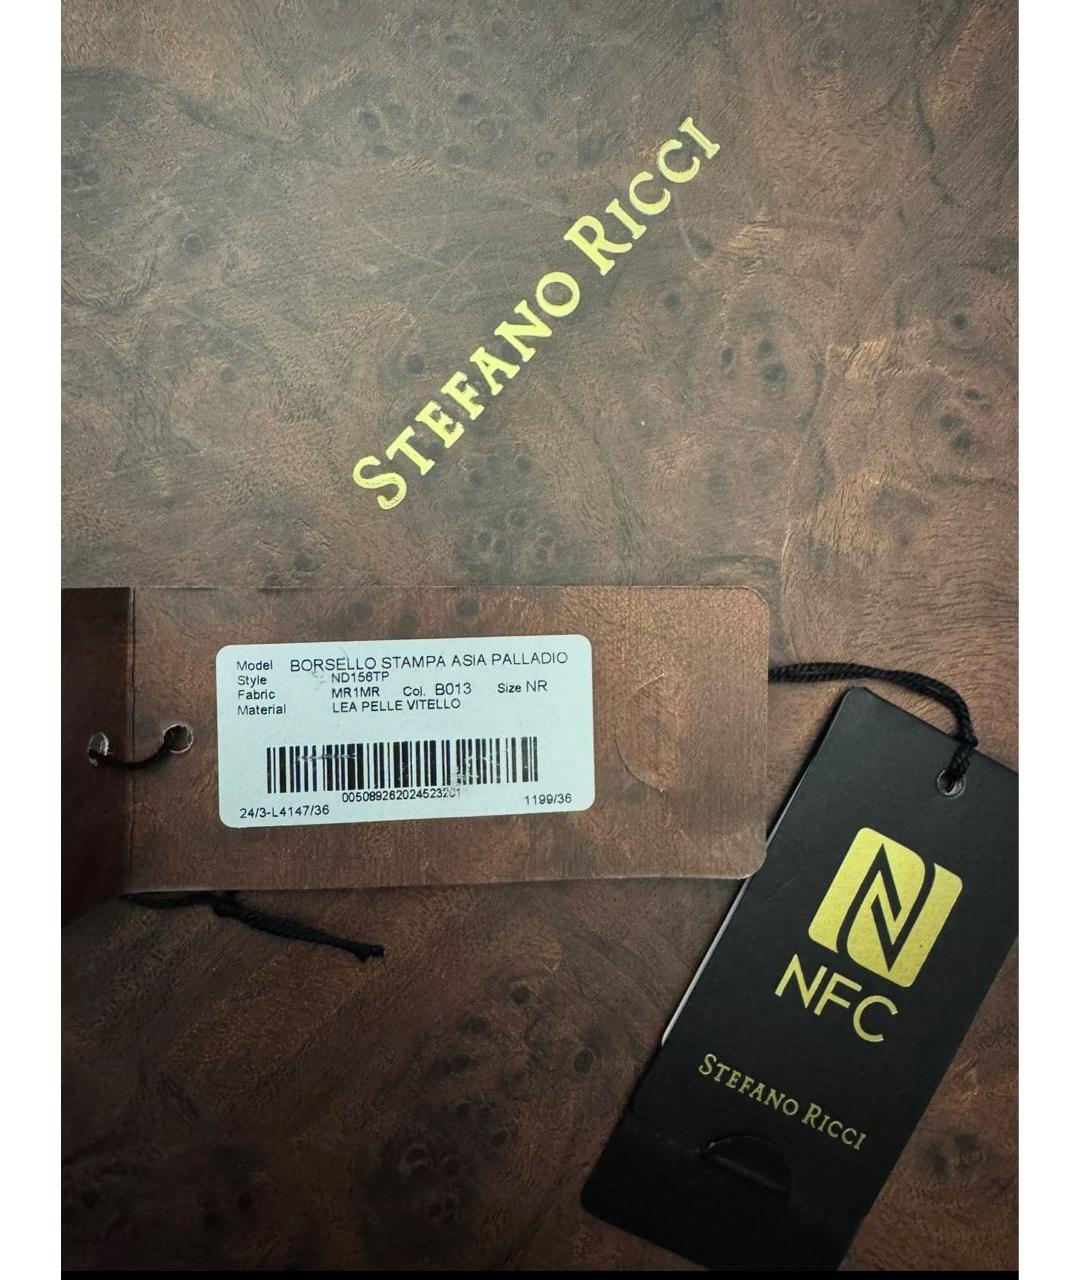 STEFANO RICCI
Model BORSELLO STAMPA ASIA PALLADIO
Style ND156TP
Fabric MR1MR Col. B013 Size NR
Material LEA PELLE VITELLO
24/3-L4147/36 1199/36
NFC
STEFANO RICCI